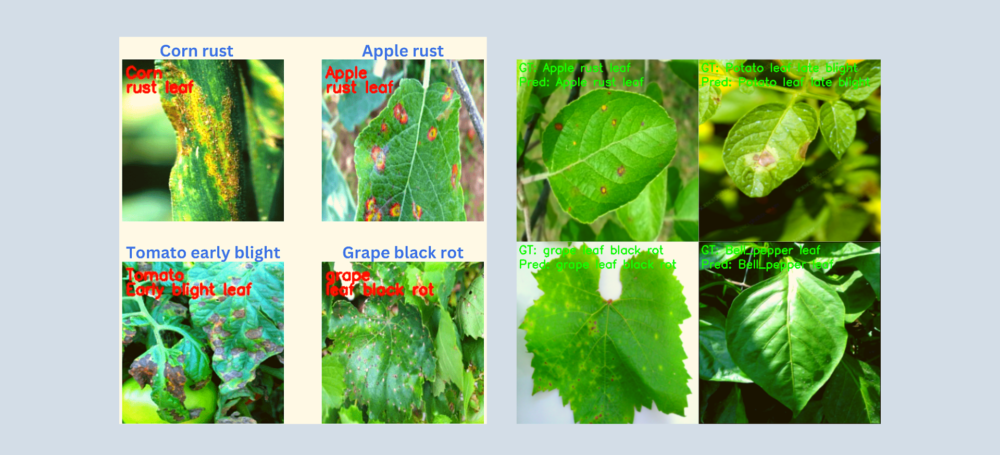 Corn rust
Apple rust
Corn
rust leaf
Apple
rust leaf
Tomato early blight
Grape black rot
Tomato
Early blight leaf
grape
leaf black rot
GT: Apple rust leaf
Pred: Apple rust leaf
GT: Potato leaf late blight
Pred: Potato leaf late blight
GT: grape leaf black rot
Pred: grape leaf black rot
GT: Bell_pepper leaf
Pred: Bell_pepper leaf